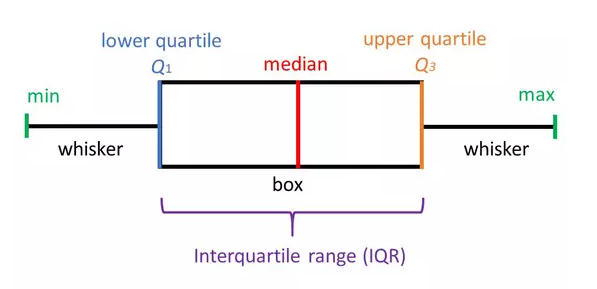 lower quartile
Q1
median
upper quartile
Q3
min
max
whisker
whisker
box
Interquartile range (IQR)